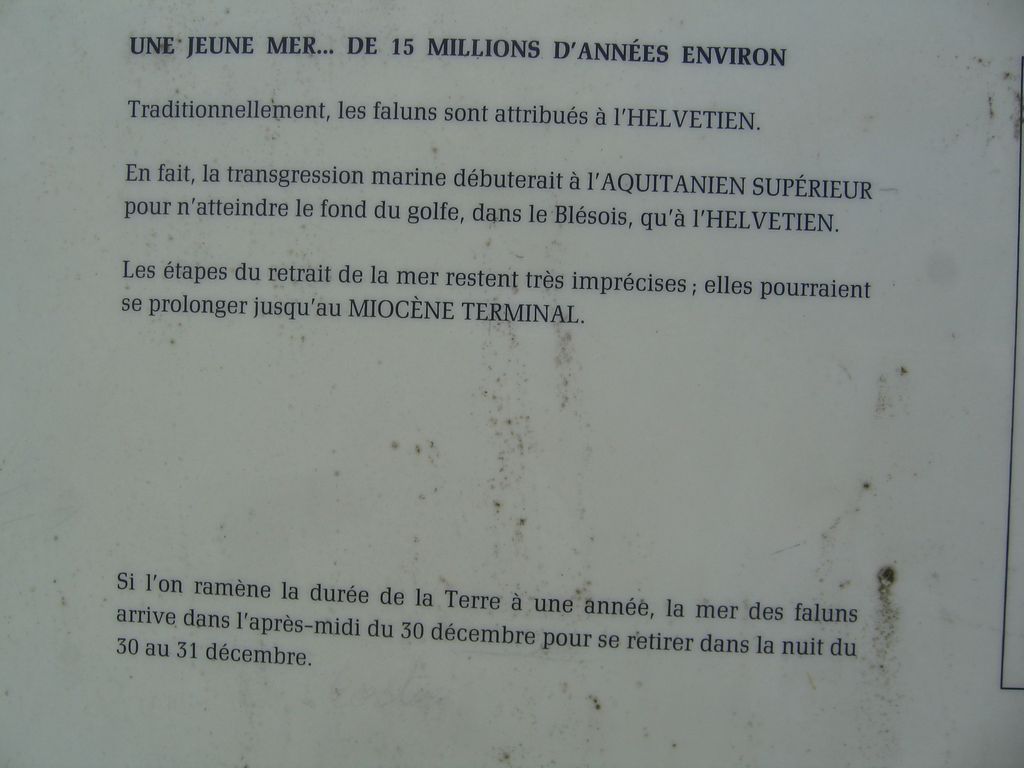 UNE JEUNE MER... DE 15 MILLIONS D'ANNÉES ENVIRON
Traditionnellement, les faluns sont attribués à l'HELVETIEN.
En fait, la transgression marine débuterait à l'AQUITANIEN SUPÉRIEUR
pour n'atteindre le fond du golfe, dans le Blésois, qu'à l'HELVETIEN.
Les étapes du retrait de la mer restent très imprécises ; elles pourraient
se prolonger jusqu'au MIOCÈNE TERMINAL.
Si l'on ramène la durée de la Terre à une année, la mer des faluns
arrive dans l'après-midi du 30 décembre pour se retirer dans la nuit du
30 au 31 décembre.